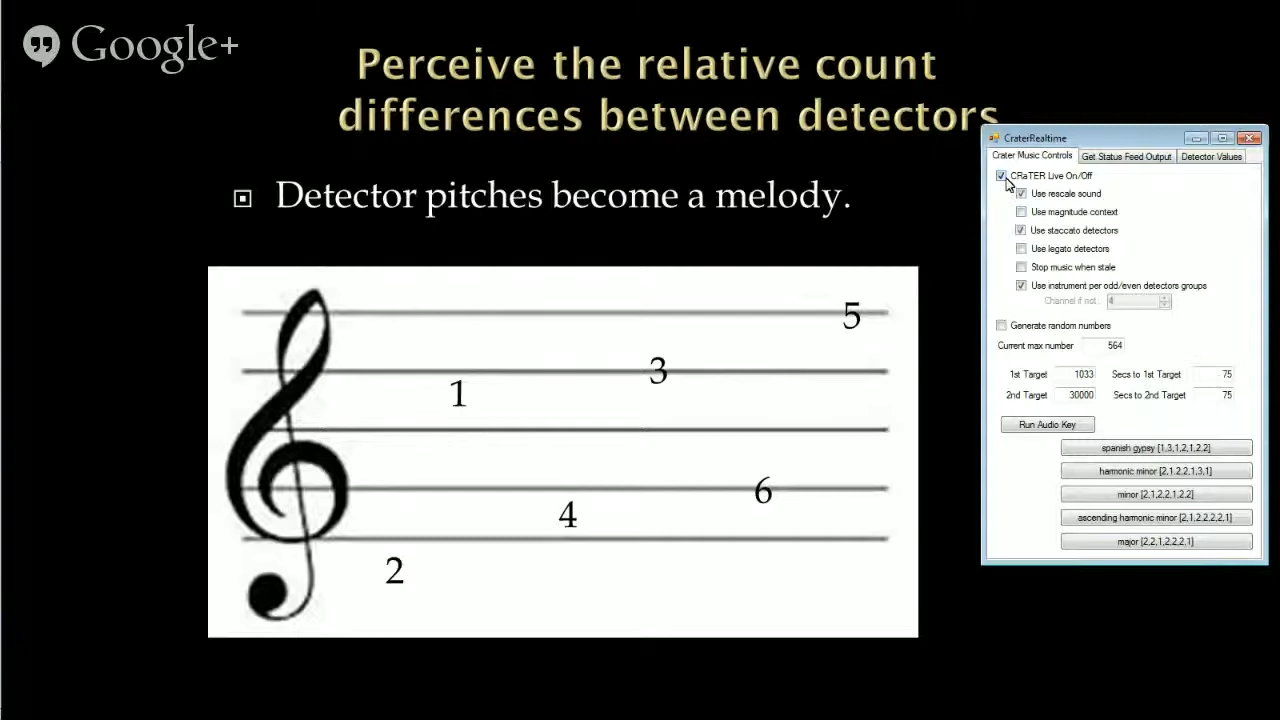 Google+
Perceive the relative count
differences between detectors
Detector pitches become a melody.
5
3
1
6
4
2
CraterRealtime
Crater Music Controls Get Status Feed Output Detector Values
CRaTER Live On/Off
Use rescale sound
Use magnitude context
Use staccato detectors
Use legato detectors
Stop music when stale
Use instrument per odd/even detectors groups
Channel if not: 4
Generate random numbers
Current max number 564
1st Target 1033 Secs to 1st Target 75
2nd Target 30000 Secs to 2nd Target 75
Run Audio Key
spanish gypsy [1,3,1,2,1,2,2]
harmonic minor [2,1,2,2,1,3,1]
minor [2,1,2,2,1,2,2]
ascending harmonic minor [2,1,2,2,2,2,1]
major [2,2,1,2,2,2,1]